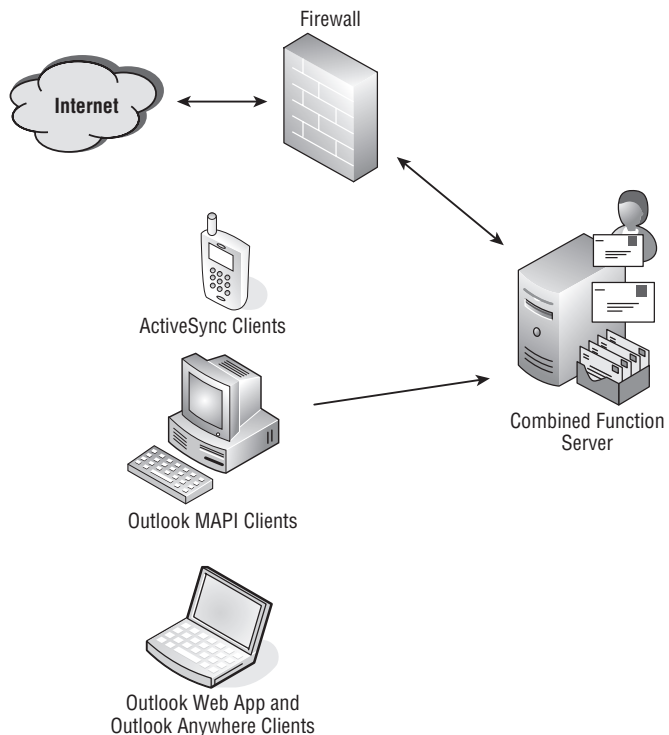 Firewall
Internet
ActiveSync Clients
Combined Function
Server
Outlook MAPI Clients
Outlook Web App and
Outlook Anywhere Clients